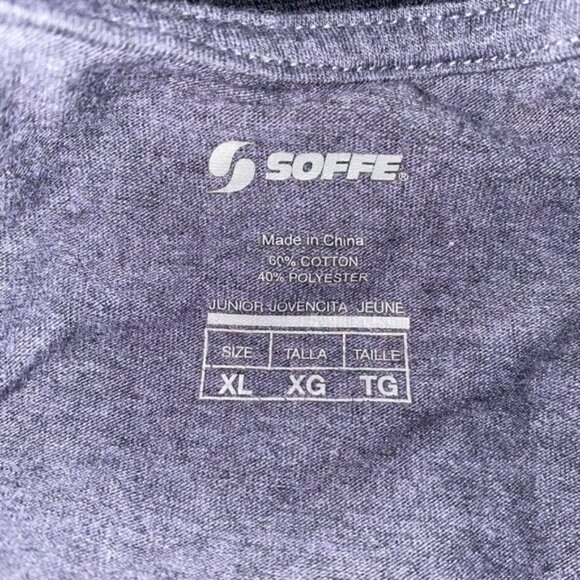 SOFFE®
Made in China
60% COTTON
40% POLYESTER
JUNIOR JOVENCITA JEUNE
SIZE TALLA TAILLE
XL XG TG